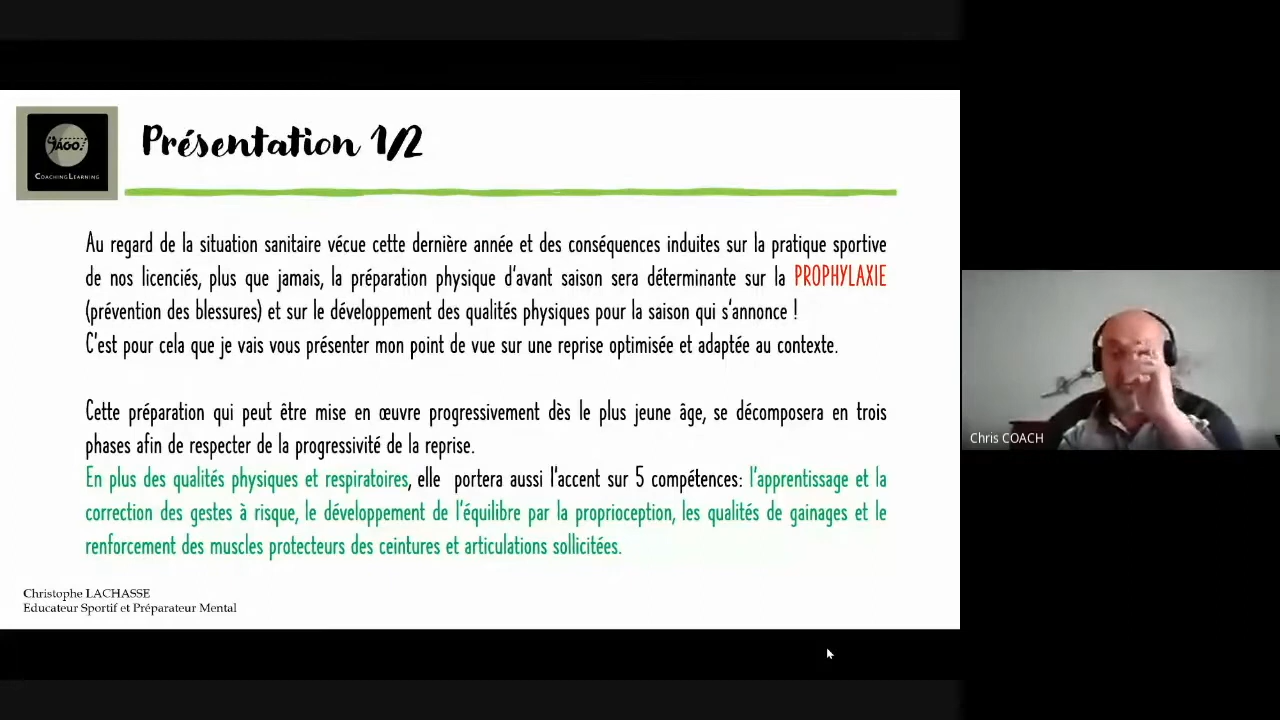 JAGO!
COACHINGLEARNING
Présentation 1/2
Au regard de la situation sanitaire vécue cette dernière année et des conséquences induites sur la pratique sportive
de nos licenciés, plus que jamais, la préparation physique d'avant saison sera déterminante sur la PROPHYLAXIE
(prévention des blessures) et sur le développement des qualités physiques pour la saison qui s'annonce !
C'est pour cela que je vais vous présenter mon point de vue sur une reprise optimisée et adaptée au contexte.
Cette préparation qui peut être mise en œuvre progressivement dès le plus jeune âge, se décomposera en trois
phases afin de respecter de la progressivité de la reprise.
En plus des qualités physiques et respiratoires, elle portera aussi l'accent sur 5 compétences: l'apprentissage et la
correction des gestes à risque, le développement de l'équilibre par la proprioception, les qualités de gainages et le
renforcement des muscles protecteurs des ceintures et articulations sollicitées.
Christophe LACHASSE
Educateur Sportif et Préparateur Mental
Chris COACH